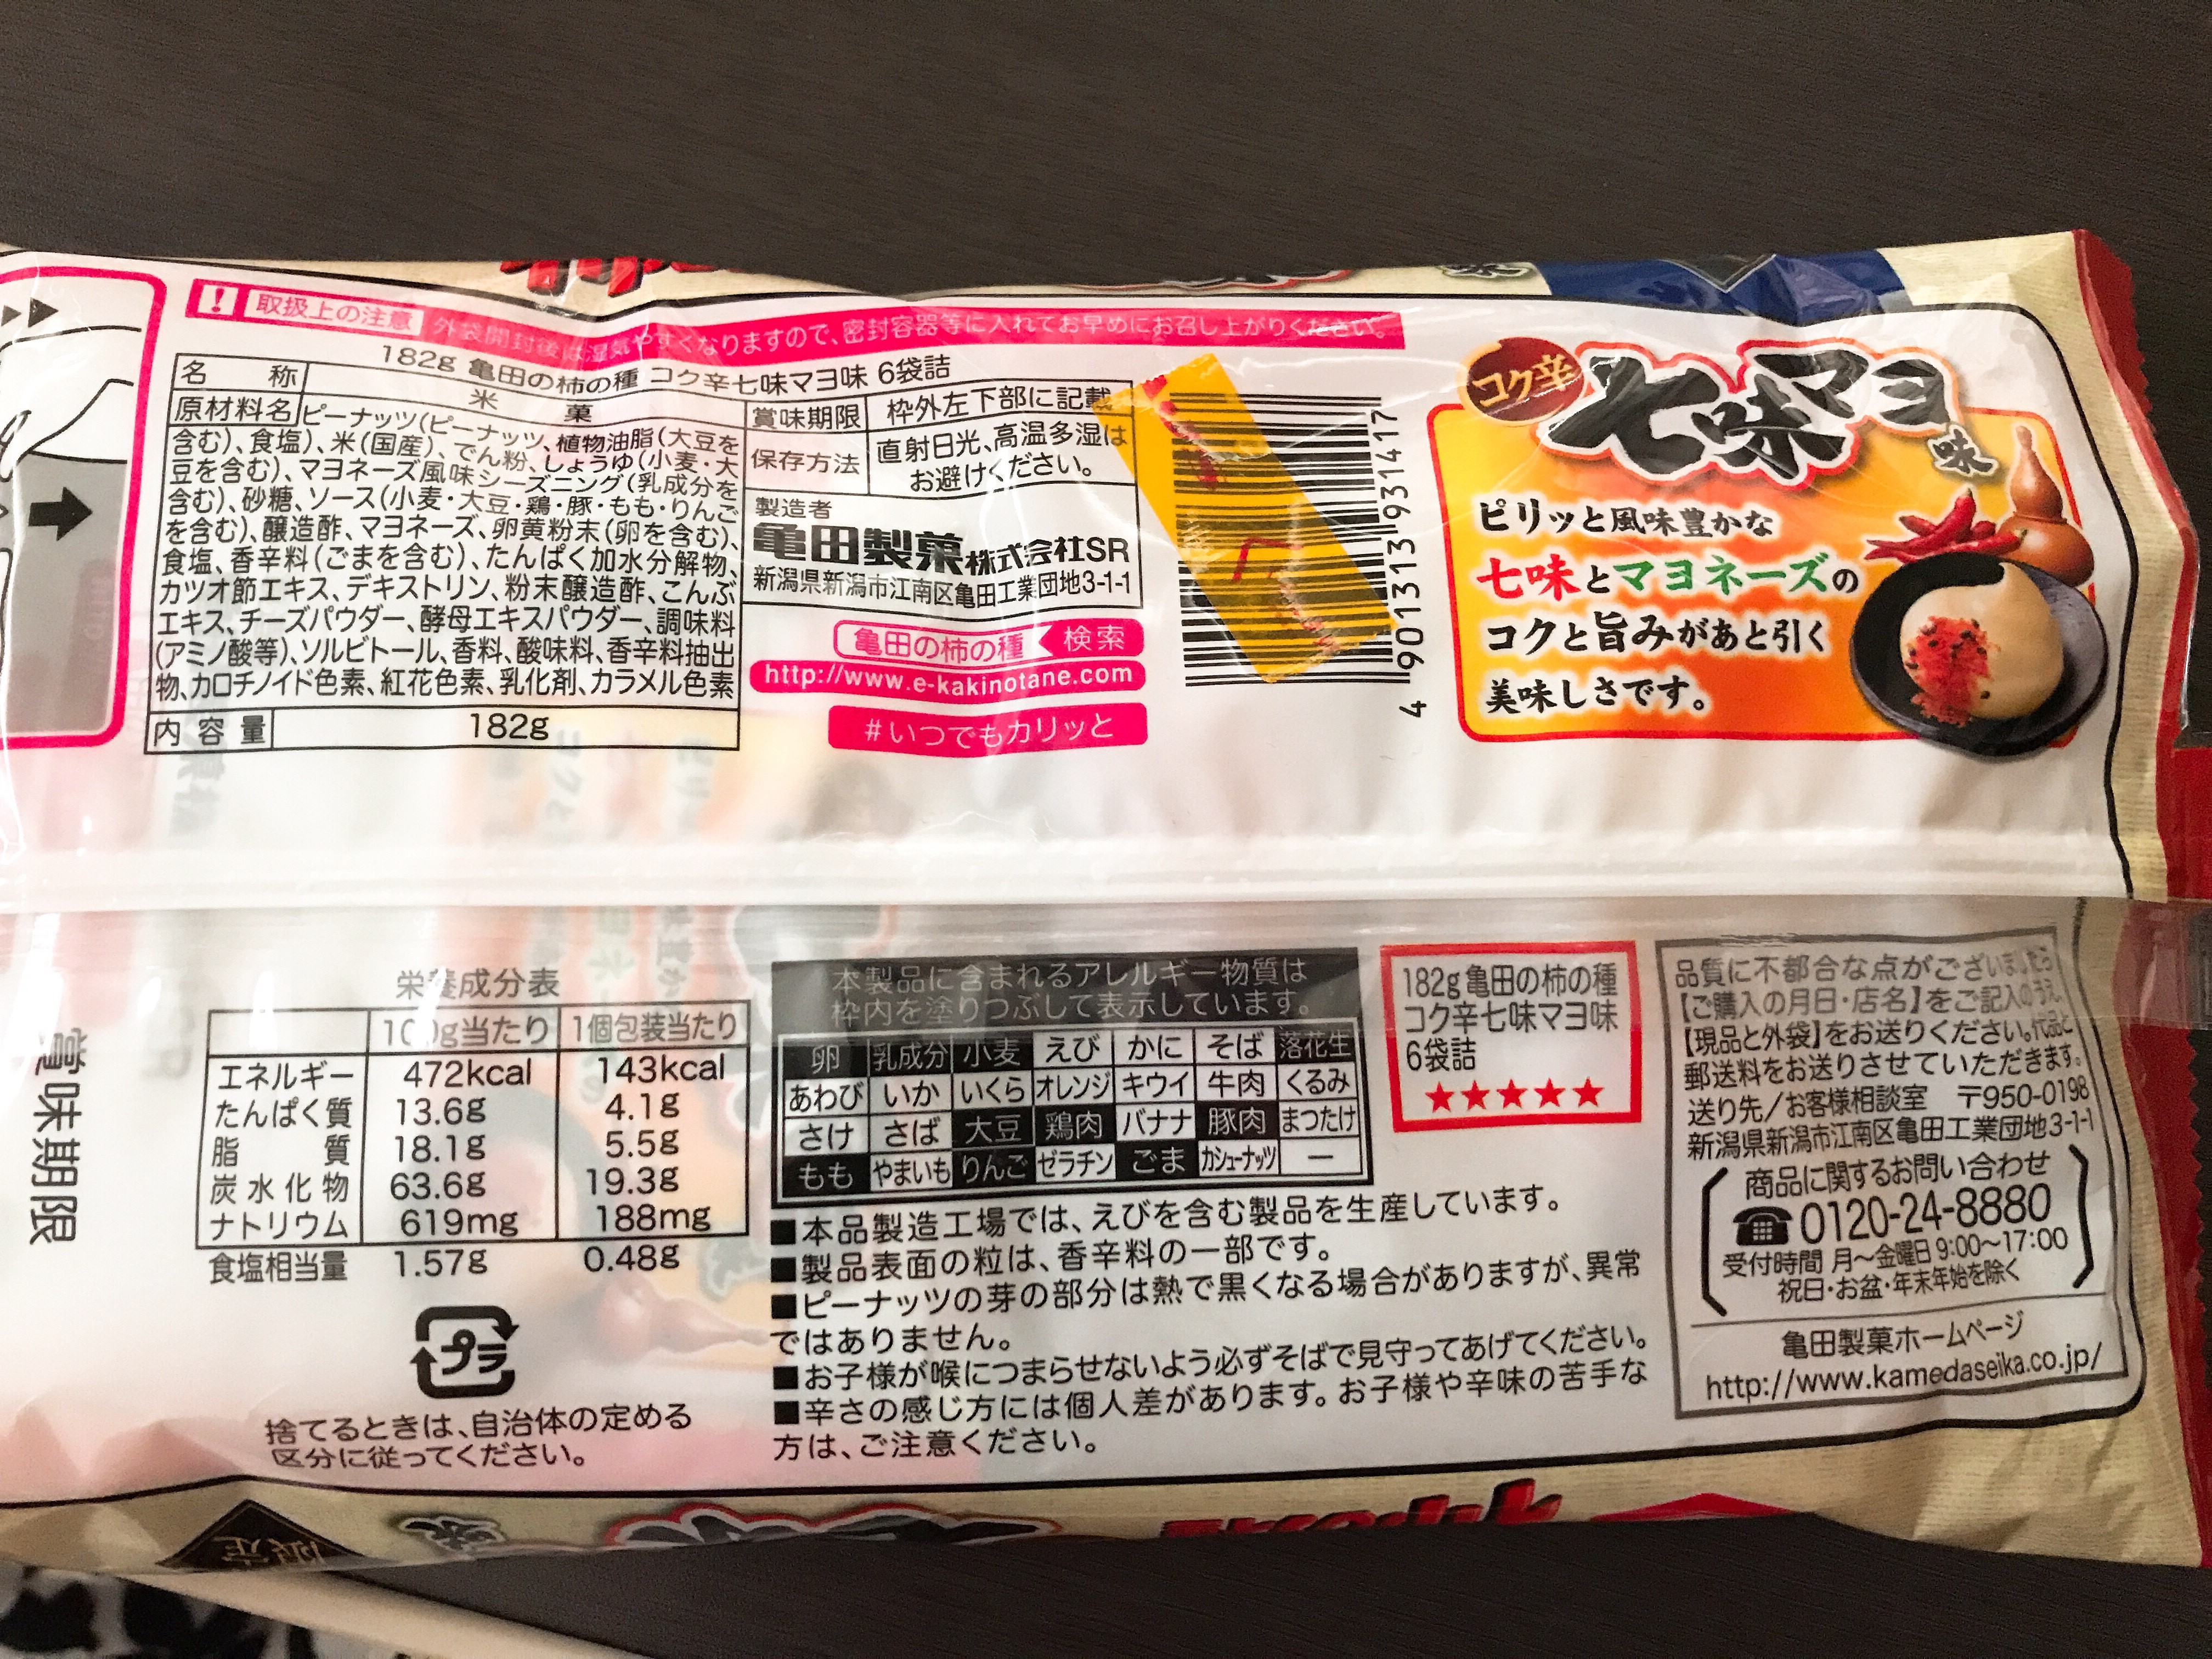 ! 取扱上の注意 外袋開封後は湿気やすくなりますので、密封容器等に入れてお早めにお召し上がりください。
182g 亀田の柿の種 コク辛七味マヨ味 6袋詰
名称 米菓
原材料名 ピーナッツ(ピーナッツ、植物油脂(大豆を
含む)、食塩)、米(国産)、でん粉、しょうゆ(小麦・大
豆を含む)、マヨネーズ風味シーズニング(乳成分を
含む)、砂糖、ソース(小麦・大豆・鶏・豚・もも・りんご
を含む)、醸造酢、マヨネーズ、卵黄粉末(卵を含む)、
食塩、香辛料(ごまを含む)、たんぱく加水分解物、
カツオ節エキス、デキストリン、粉末醸造酢、こんぶ
エキス、チーズパウダー、酵母エキスパウダー、調味料
(アミノ酸等)、ソルビトール、香料、酸味料、香辛料抽出
物、カロチノイド色素、紅花色素、乳化剤、カラメル色素
内容量 182g
賞味期限 枠外左下部に記載
保存方法 直射日光、高温多湿は
お避けください。
製造者
亀田製菓株式会社SR
新潟県新潟市江南区亀田工業団地3-1-1
亀田の柿の種 検索
http://www.e-kakinotane.com
#いつでもカリッと
4 901313 931417
コク辛
七味マヨ味
ピリッと風味豊かな
七味とマヨネーズの
コクと旨みがあと引く
美味しさです。
賞味期限
栄養成分表
100g当たり 1個包装当たり
エネルギー 472kcal 143kcal
たんぱく質 13.6g 4.1g
脂質 18.1g 5.5g
炭水化物 63.6g 19.3g
ナトリウム 619mg 188mg
食塩相当量 1.57g 0.48g
プラ
捨てるときは、自治体の定める
区分に従ってください。
本製品に含まれるアレルギー物質は
枠内を塗りつぶして表示しています。
卵 乳成分 小麦 えび かに そば 落花生
あわび いか いくら オレンジ キウイ 牛肉 くるみ
さけ さば 大豆 鶏肉 バナナ 豚肉 まつたけ
もも やまいも りんご ゼラチン ごま カシューナッツ ー
■本品製造工場では、えびを含む製品を生産しています。
■製品表面の粒は、香辛料の一部です。
■ピーナッツの芽の部分は熱で黒くなる場合がありますが、異常
ではありません。
■お子様が喉につまらせないよう必ずそばで見守ってあげてください。
■辛さの感じ方には個人差があります。お子様や辛味の苦手な
方は、ご注意ください。
182g 亀田の柿の種
コク辛七味マヨ味
6袋詰
★★★★★
品質に不都合な点がございましたら
【ご購入の月日・店名】をご記入のうえ、
【現品と外袋】をお送りください。代品と
郵送料をお送りさせていただきます。
送り先/お客様相談室 〒950-0198
新潟県新潟市江南区亀田工業団地3-1-1
商品に関するお問い合わせ
0120-24-8880
受付時間 月〜金曜日 9:00〜17:00
祝日・お盆・年末年始を除く
亀田製菓ホームページ
http://www.kamedaseika.co.jp/
限定